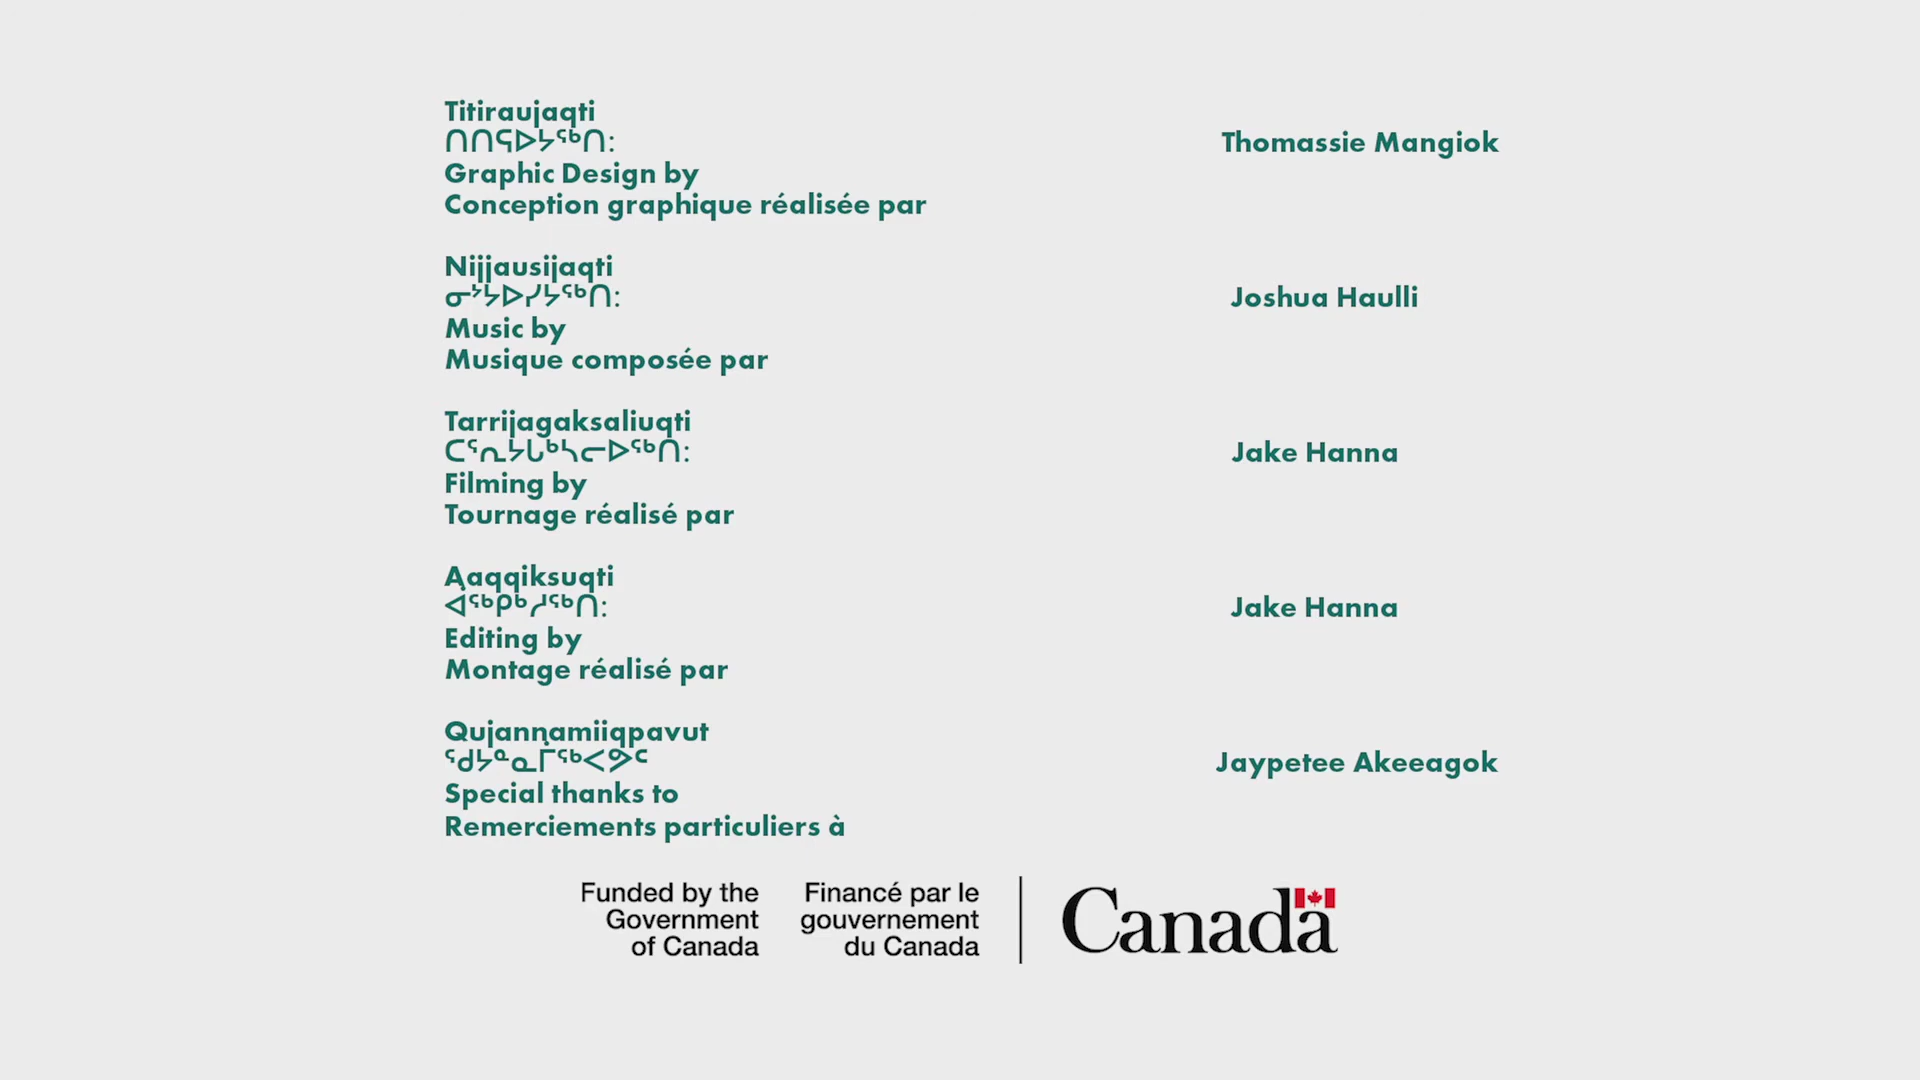 Titiraujaqti
ᑎᑎᕋᐅᔭᖅᑎ:
Graphic Design by
Conception graphique réalisée par
Thomassie Mangiok
Nijjausijaqti
ᓂᔾᔭᐅᓯᔭᖅᑎ:
Music by
Musique composée par
Joshua Haulli
Tarrijagaksaliuqti
ᑕᕐᕆᔭᒐᒃᓴᓕᐅᖅᑎ:
Filming by
Tournage réalisé par
Jake Hanna
Aaqqiksuqti
ᐋᖅᑭᒃᓱᖅᑎ:
Editing by
Montage réalisé par
Jake Hanna
Qujannamiiqpavut
ᖁᔭᓐᓇᒦᖅᐸᕗᑦ
Special thanks to
Remerciements particuliers à
Jaypetee Akeeagok
Funded by the
Government
of Canada
Financé par le
gouvernement
du Canada
Canada